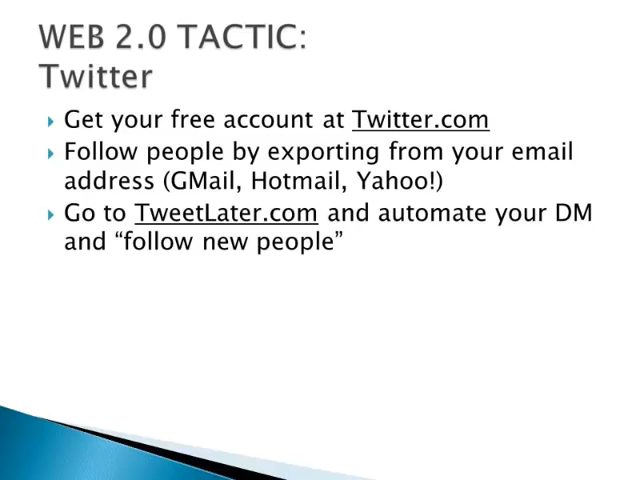 WEB 2.0 TACTIC:
Twitter
Get your free account at Twitter.com
Follow people by exporting from your email
address (GMail, Hotmail, Yahoo!)
Go to TweetLater.com and automate your DM
and “follow new people”